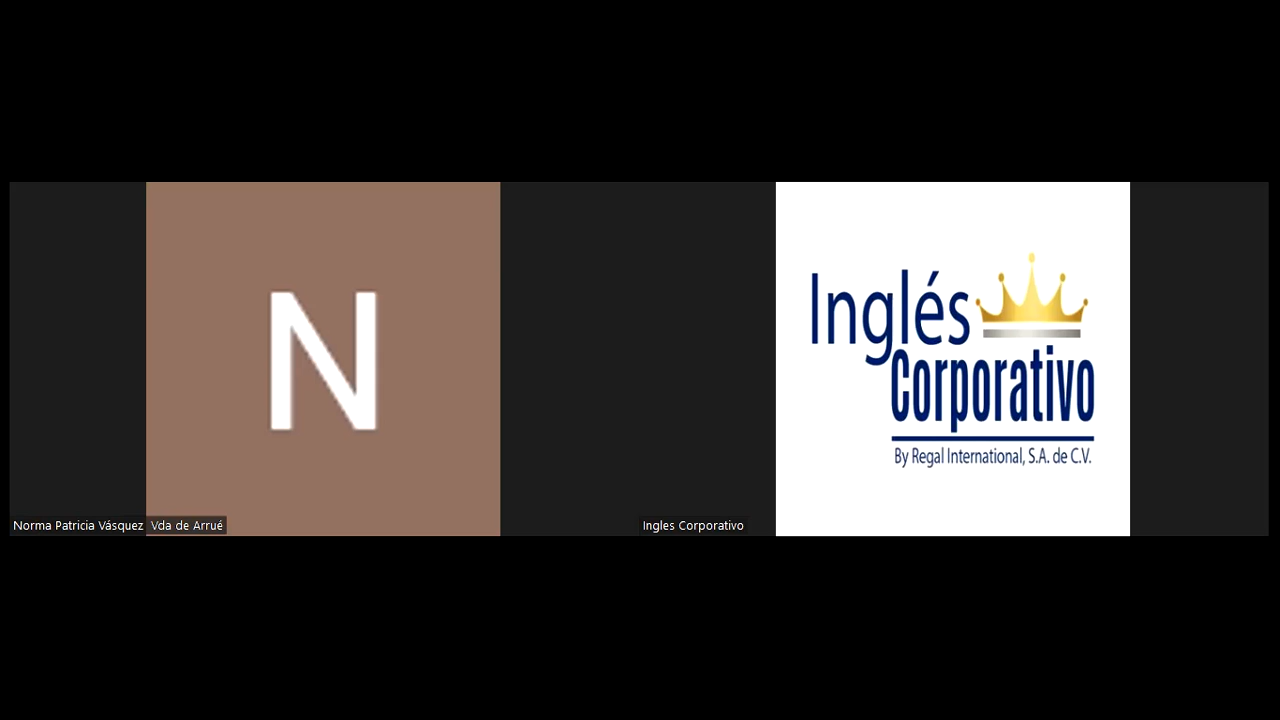 N
Norma Patricia Vásquez Vda de Arrué
Inglés
Corporativo
By Regal International, S.A. de C.V.
Ingles Corporativo